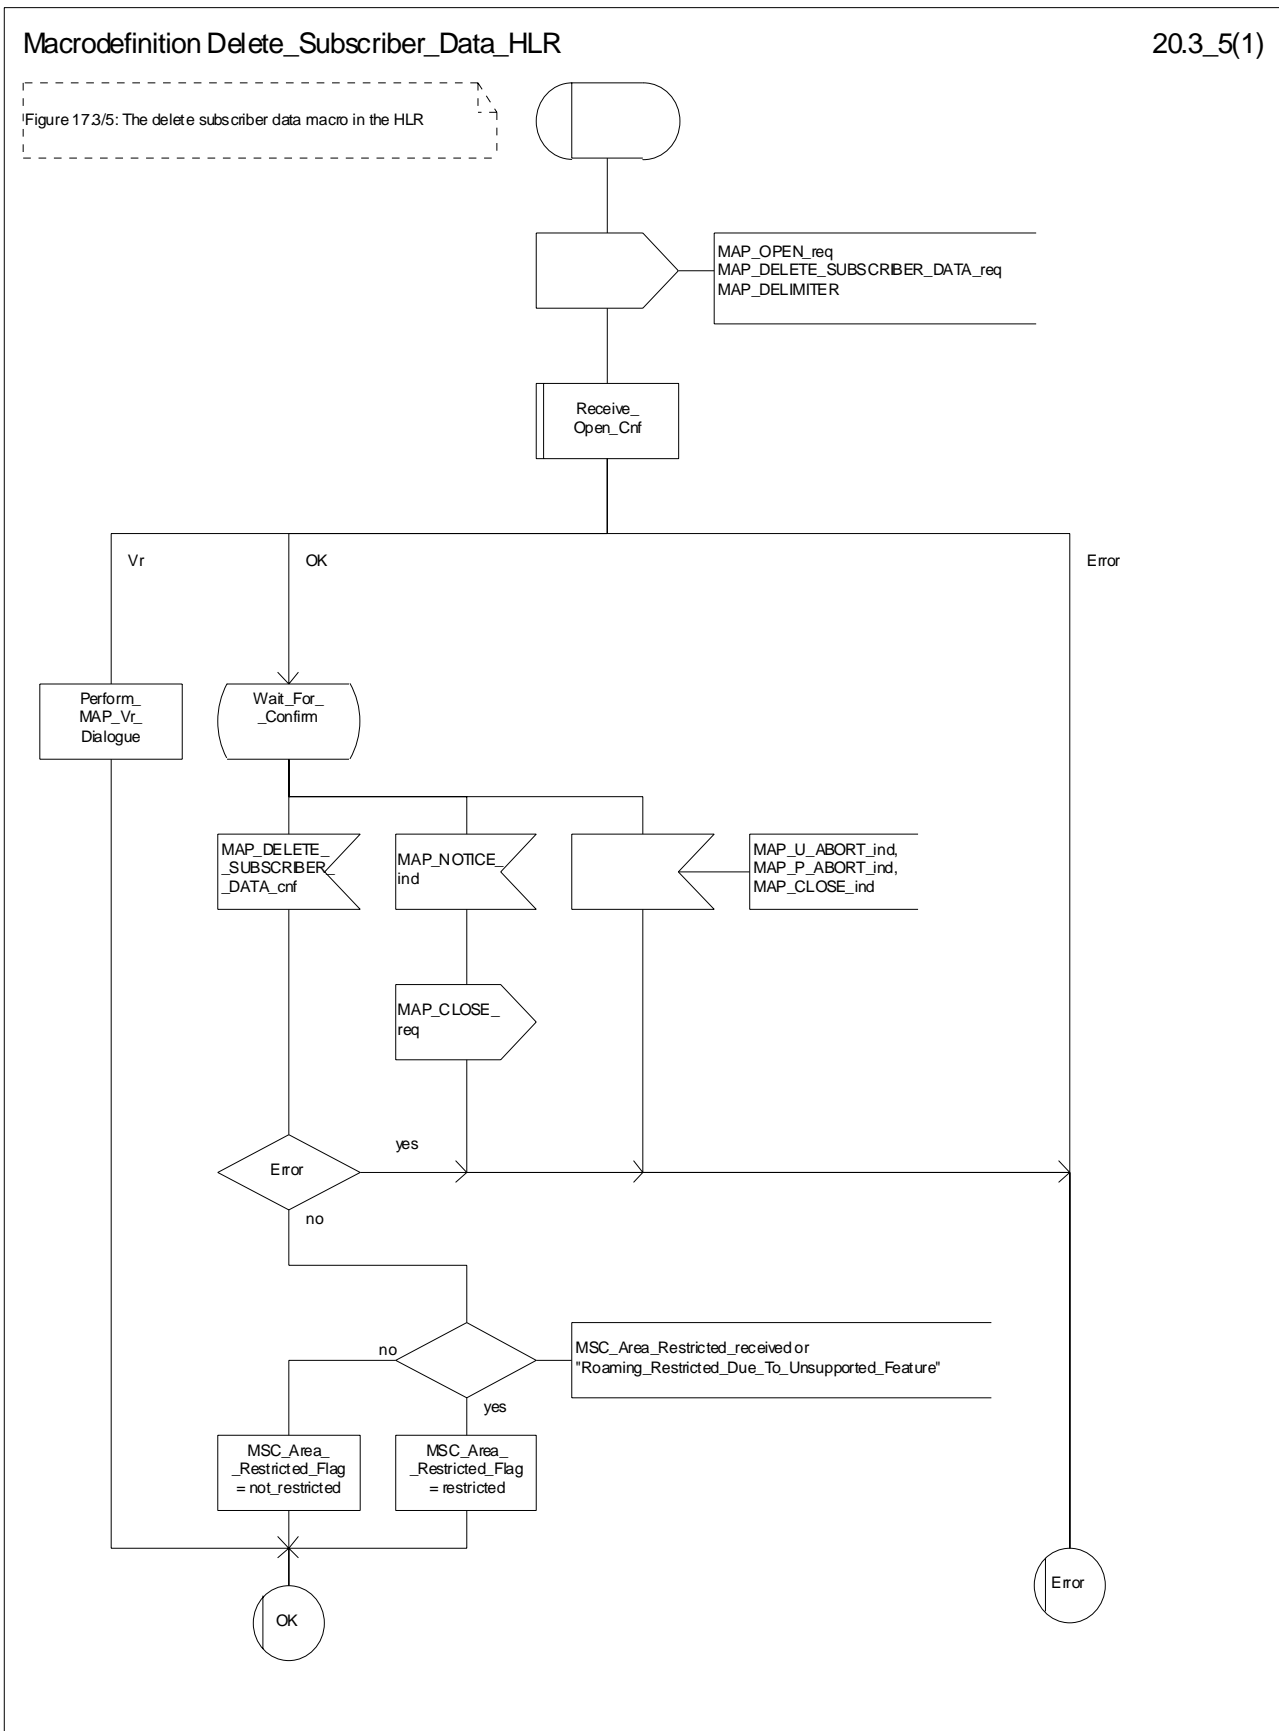 Macrodefinition Delete_Subscriber_Data_HLR
20.3_5(1)
Figure 17.3/5: The delete subscriber data macro in the HLR
MAP_OPEN_req
MAP_DELETE_SUBSCRIBER_DATA_req
MAP_DELIMITER
Receive_
Open_Cnf
Vr
OK
Error
Perform_
MAP_Vr_
Dialogue
Wait_For_
_Confirm
MAP_DELETE_
_SUBSCRIBER_
_DATA_cnf
MAP_NOTICE_
ind
MAP_U_ABORT_ind,
MAP_P_ABORT_ind,
MAP_CLOSE_ind
MAP_CLOSE_
req
Error
yes
no
MSC_Area_Restricted_received or
"Roaming_Restricted_Due_To_Unsupported_Feature"
no
yes
MSC_Area_
_Restricted_Flag
= not_restricted
MSC_Area_
_Restricted_Flag
= restricted
Error
OK